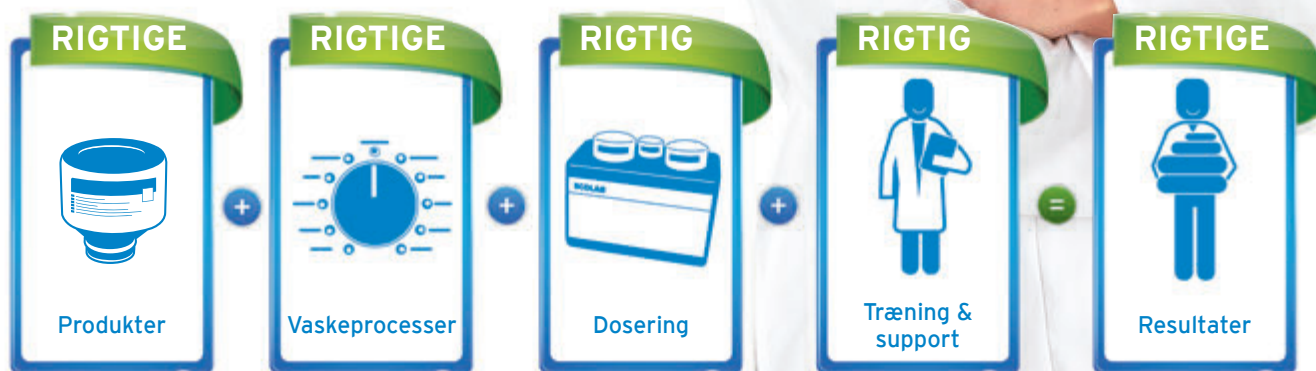 RIGTIGE
Produkter
+
RIGTIGE
Vaskeprocesser
+
RIGTIG
ECOLAB
Dosering
+
RIGTIG
Træning &
support
=
RIGTIGE
Resultater